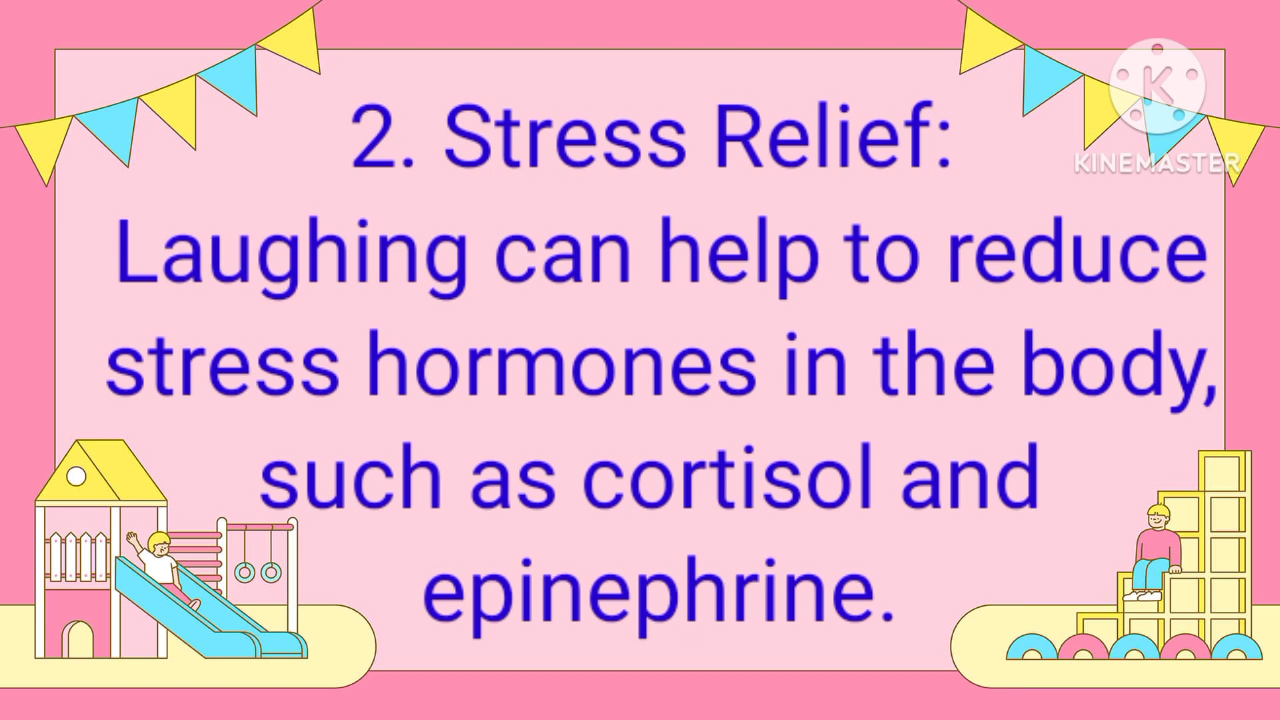 2. Stress Relief:
Laughing can help to reduce
stress hormones in the body,
such as cortisol and
epinephrine.
K
KINEMASTER